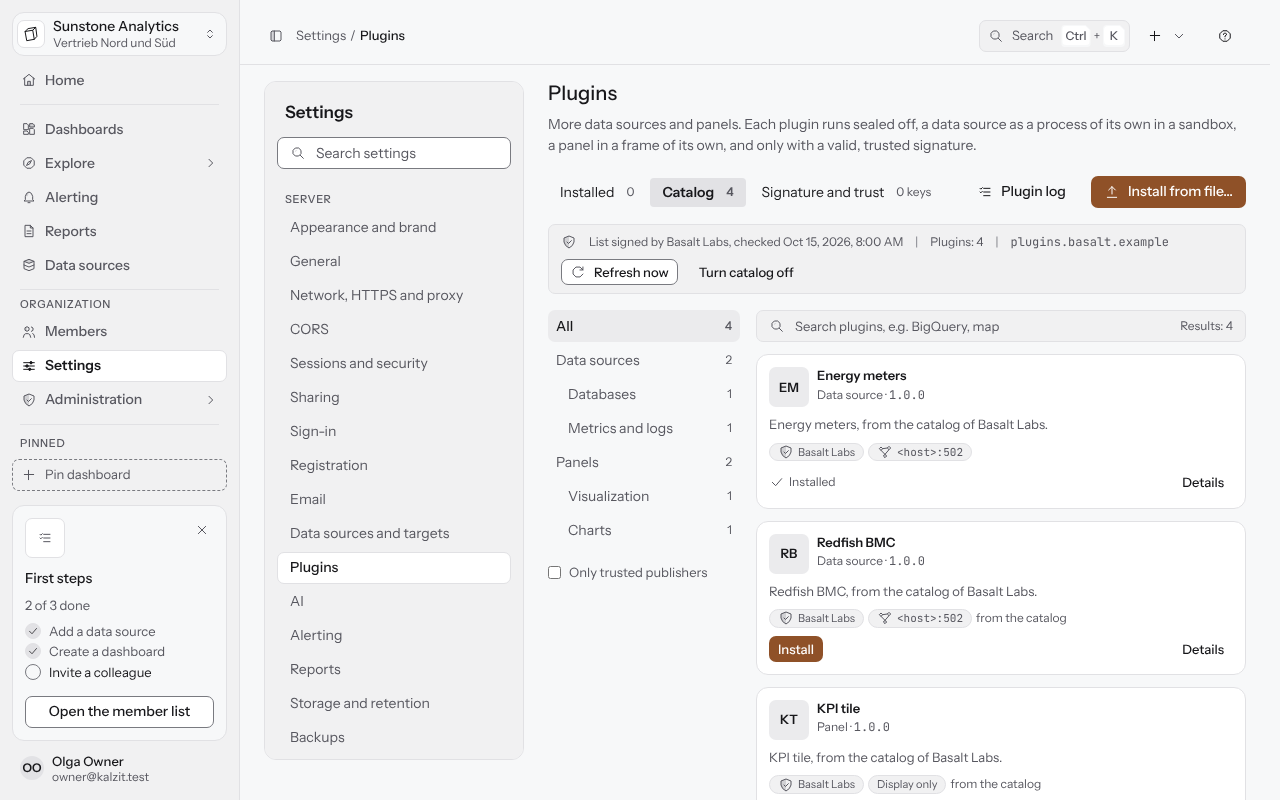 Sunstone Analytics
Vertrieb Nord und Süd
Home
Dashboards
Explore
Alerting
Reports
Data sources
ORGANIZATION
Members
Settings
Administration
PINNED
Pin dashboard
First steps
2 of 3 done
Add a data source
Create a dashboard
Invite a colleague
Open the member list
OO
Olga Owner
owner@kalzit.test
Settings / Plugins
Search Ctrl + K
Settings
Search settings
SERVER
Appearance and brand
General
Network, HTTPS and proxy
CORS
Sessions and security
Sharing
Sign-in
Registration
Email
Data sources and targets
Plugins
AI
Alerting
Reports
Storage and retention
Backups
Plugins
More data sources and panels. Each plugin runs sealed off, a data source as a process of its own in a sandbox,
a panel in a frame of its own, and only with a valid, trusted signature.
Installed 0 Catalog 4 Signature and trust 0 keys Plugin log Install from file…
List signed by Basalt Labs, checked Oct 15, 2026, 8:00 AM | Plugins: 4 | plugins.basalt.example
Refresh now Turn catalog off
All 4
Data sources 2
Databases 1
Metrics and logs 1
Panels 2
Visualization 1
Charts 1
Only trusted publishers
Search plugins, e.g. BigQuery, map Results: 4
EM
Energy meters
Data source · 1.0.0
Energy meters, from the catalog of Basalt Labs.
Basalt Labs <host>:502
Installed Details
RB
Redfish BMC
Data source · 1.0.0
Redfish BMC, from the catalog of Basalt Labs.
Basalt Labs <host>:502 from the catalog
Install Details
KT
KPI tile
Panel · 1.0.0
KPI tile, from the catalog of Basalt Labs.
Basalt Labs Display only from the catalog